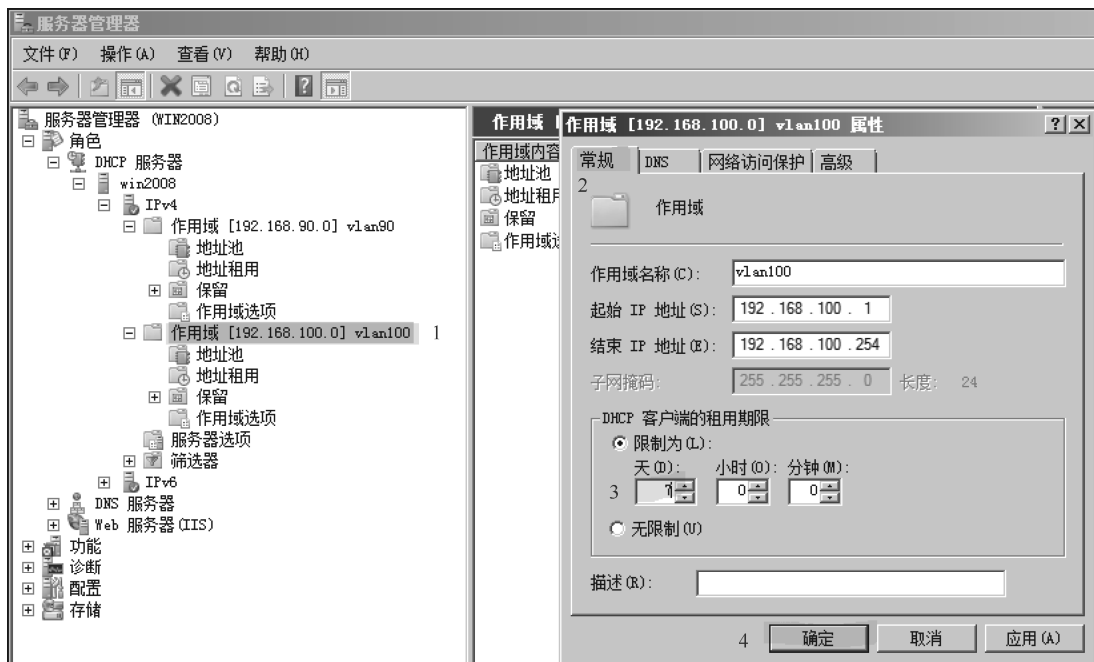 服务器管理器
文件(F) 操作(A) 查看(V) 帮助(H)
服务器管理器 (WIN2008)
角色
DHCP 服务器
win2008
IPv4
作用域 [192.168.90.0] vlan90
地址池
地址租用
保留
作用域选项
作用域 [192.168.100.0] vlan100 1
地址池
地址租用
保留
作用域选项
服务器选项
筛选器
IPv6
DNS 服务器
Web 服务器(IIS)
功能
诊断
配置
存储
作用域
作用域内容
地址池
地址租用
保留
作用域
作用域 [192.168.100.0] vlan100 属性
常规 DNS 网络访问保护 高级
2
作用域
作用域名称(C): vlan100
起始 IP 地址(S): 192 . 168 . 100 . 1
结束 IP 地址(E): 192 . 168 . 100 . 254
子网掩码: 255 . 255 . 255 . 0 长度: 24
DHCP 客户端的租用期限
限制为(L):
天(D): 小时(O): 分钟(M):
3 7 0 0
无限制(U)
描述(R):
4 确定 取消 应用(A)